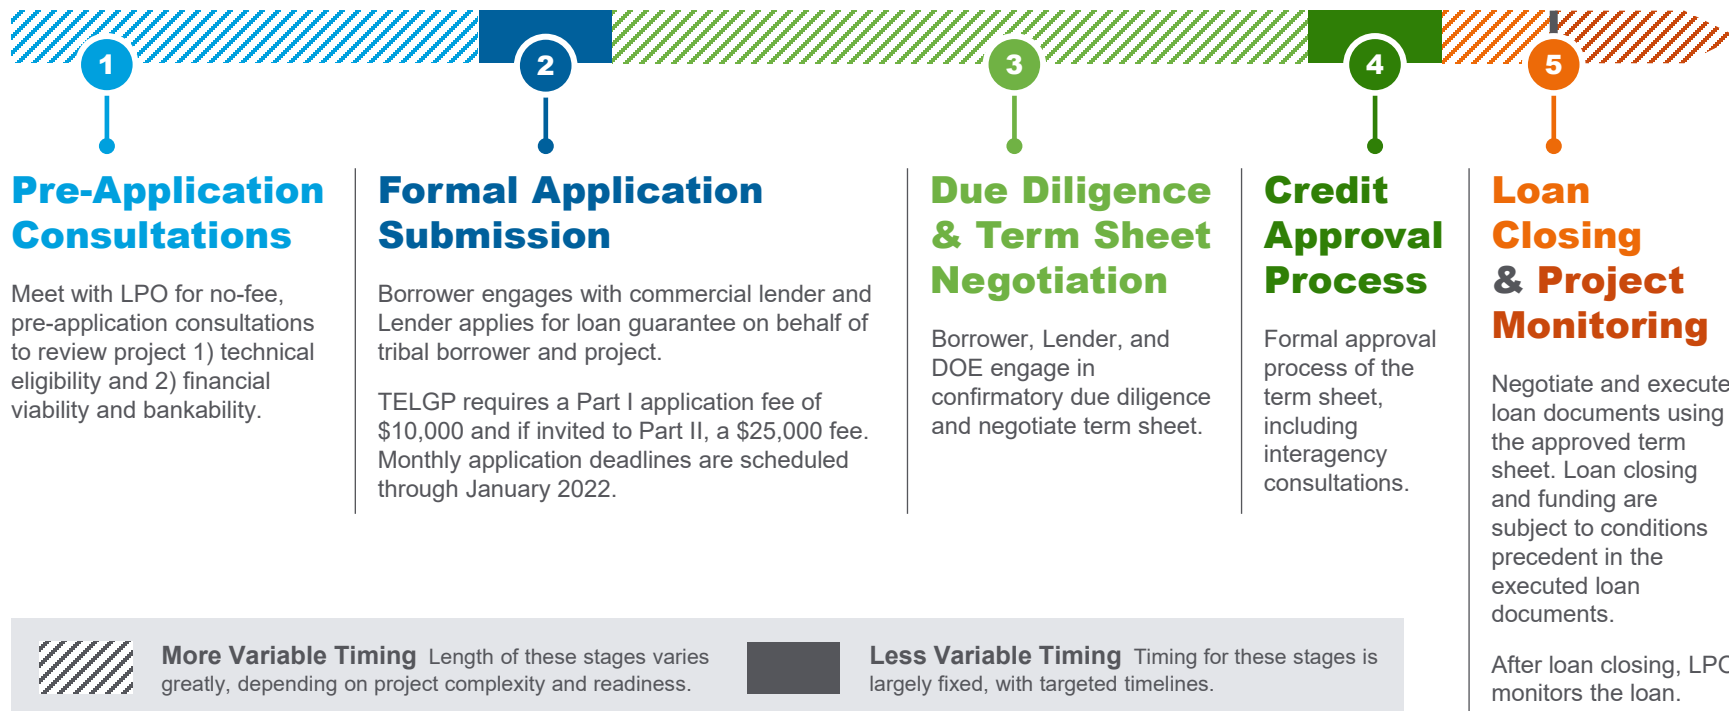 1
2
3
4
5
Pre-Application
Consultations
Meet with LPO for no-fee,
pre-application consultations
to review project 1) technical
eligibility and 2) financial
viability and bankability.
Formal Application
Submission
Borrower engages with commercial lender and
Lender applies for loan guarantee on behalf of
tribal borrower and project.
TELGP requires a Part I application fee of
$10,000 and if invited to Part II, a $25,000 fee.
Monthly application deadlines are scheduled
through January 2022.
Due Diligence
& Term Sheet
Negotiation
Borrower, Lender, and
DOE engage in
confirmatory due diligence
and negotiate term sheet.
Credit
Approval
Process
Formal approval
process of the
term sheet,
including
interagency
consultations.
Loan
Closing
& Project
Monitoring
Negotiate and execute
loan documents using
the approved term
sheet. Loan closing
and funding are
subject to conditions
precedent in the
executed loan
documents.
After loan closing, LPO
monitors the loan.
More Variable Timing Length of these stages varies
greatly, depending on project complexity and readiness.
Less Variable Timing Timing for these stages is
largely fixed, with targeted timelines.